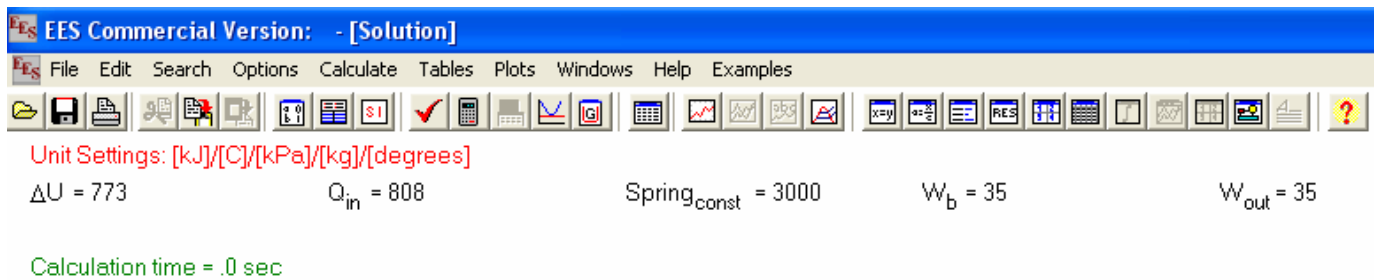 EES Commercial Version:   - [Solution]
File Edit Search Options Calculate Tables Plots Windows Help Examples
Unit Settings: [kJ]/[C]/[kPa]/[kg]/[degrees]
ΔU = 773 Q_in = 808 Spring_const = 3000 W_b = 35 W_out = 35
Calculation time = .0 sec